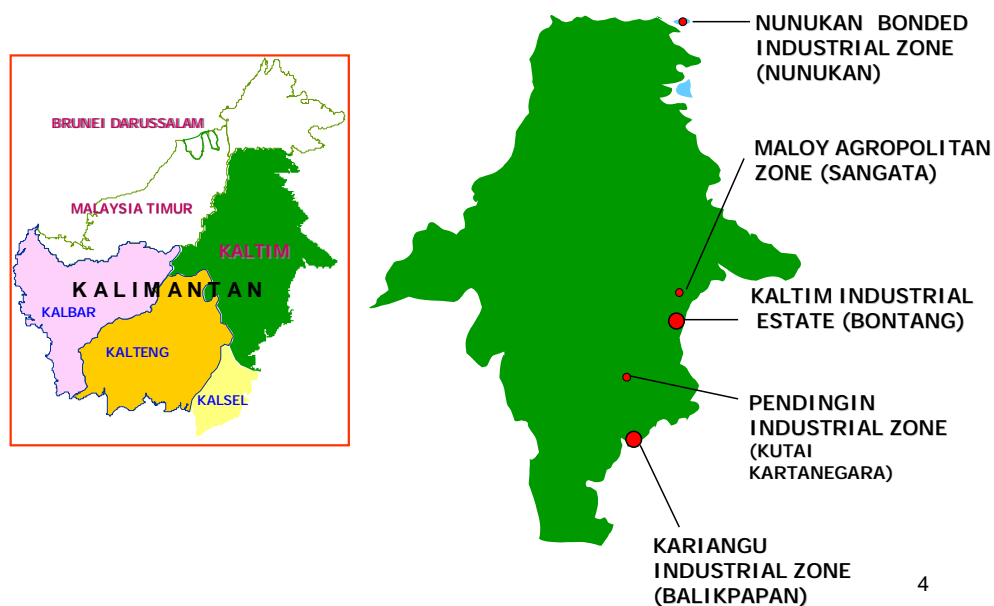 BRUNEI DARUSSALAM
MALAYSIA TIMUR
KALTIM
KALIMANTAN
KALBAR
KALTENG
KALSEL
NUNUKAN BONDED
INDUSTRIAL ZONE
(NUNUKAN)
MALOY AGROPOLITAN
ZONE (SANGATA)
KALTIM INDUSTRIAL
ESTATE (BONTANG)
PENDINGIN
INDUSTRIAL ZONE
(KUTAI
KARTANEGARA)
KARIANGU
INDUSTRIAL ZONE
(BALIKPAPAN)
4